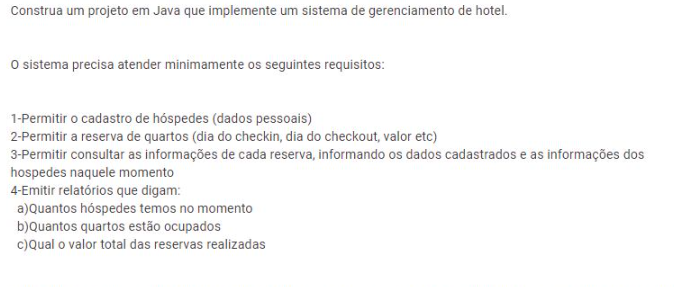 Construa um projeto em Java que implemente um sistema de gerenciamento de hotel.
O sistema precisa atender minimamente os seguintes requisitos:
1-Permitir o cadastro de hóspedes (dados pessoais)
2-Permitir a reserva de quartos (dia do checkin, dia do checkout, valor etc)
3-Permitir consultar as informações de cada reserva, informando os dados cadastrados e as informações dos
hospedes naquele momento
4-Emitir relatórios que digam:
a)Quantos hóspedes temos no momento
b)Quantos quartos estão ocupados
c)Qual o valor total das reservas realizadas